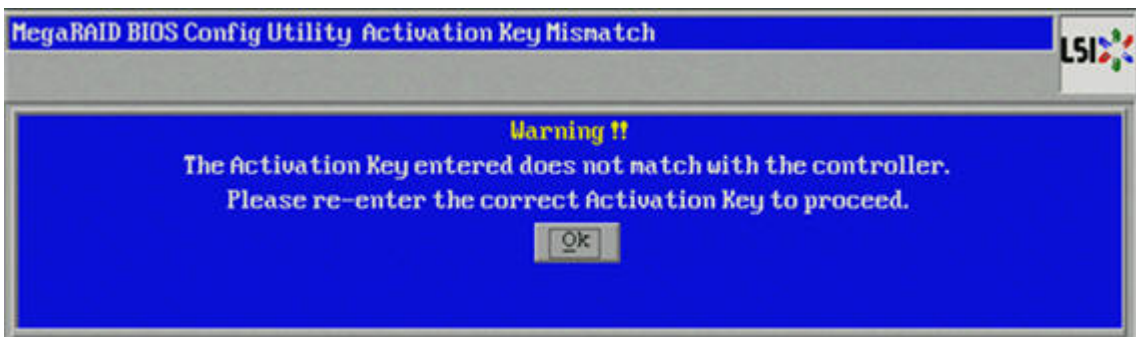 MegaRAID BIOS Config Utility Activation Key Mismatch
LSI
Warning !!
The Activation Key entered does not match with the controller.
Please re-enter the correct Activation Key to proceed.
Ok